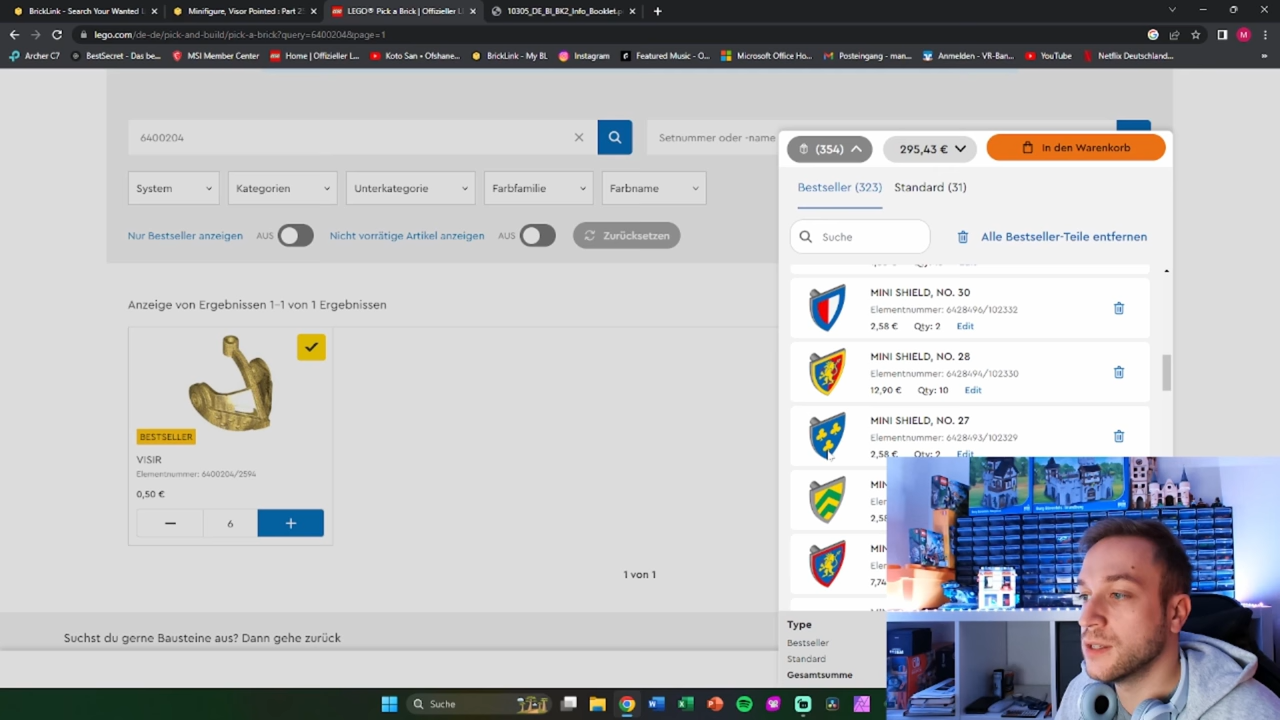 BrickLink - Search Your Wanted L
Minifigure, Visor Pointed : Part 2
LEGO® Pick a Brick | Offizieller L
10305_DE_BI_BK2_Info_Booklet.p
lego.com/de-de/pick-and-build/pick-a-brick?query=6400204&page=1
Archer C7
BestSecret - Das be...
MSI Member Center
Home | Offizieller L...
Koto San • Ofshane...
BrickLink - My BL
Instagram
Featured Music - O...
Microsoft Office Ho...
Posteingang - m...
Anmelden - VR-Ban...
YouTube
Netflix Deutschland...
6400204
Setnummer oder -name
System
Kategorien
Unterkategorie
Farbfamilie
Farbname
Nur Bestseller anzeigen
AUS
Nicht vorrätige Artikel anzeigen
AUS
Zurücksetzen
Anzeige von Ergebnissen 1-1 von 1 Ergebnissen
BESTSELLER
VISIR
Elementnummer: 6400204/2594
0,50 €
6
1 von 1
Suchst du gerne Bausteine aus? Dann gehe zurück
(354)
295,43 €
In den Warenkorb
Bestseller (323)
Standard (31)
Suche
Alle Bestseller-Teile entfernen
MINI SHIELD, NO. 30
Elementnummer: 6428496/102332
2,58 €
Qty: 2
Edit
MINI SHIELD, NO. 28
Elementnummer: 6428494/102330
12,90 €
Qty: 10
Edit
MINI SHIELD, NO. 27
Elementnummer: 6428493/102329
2,58 €
Qty: 2
Edit
Type
Bestseller
Standard
Gesamtsumme
Suche